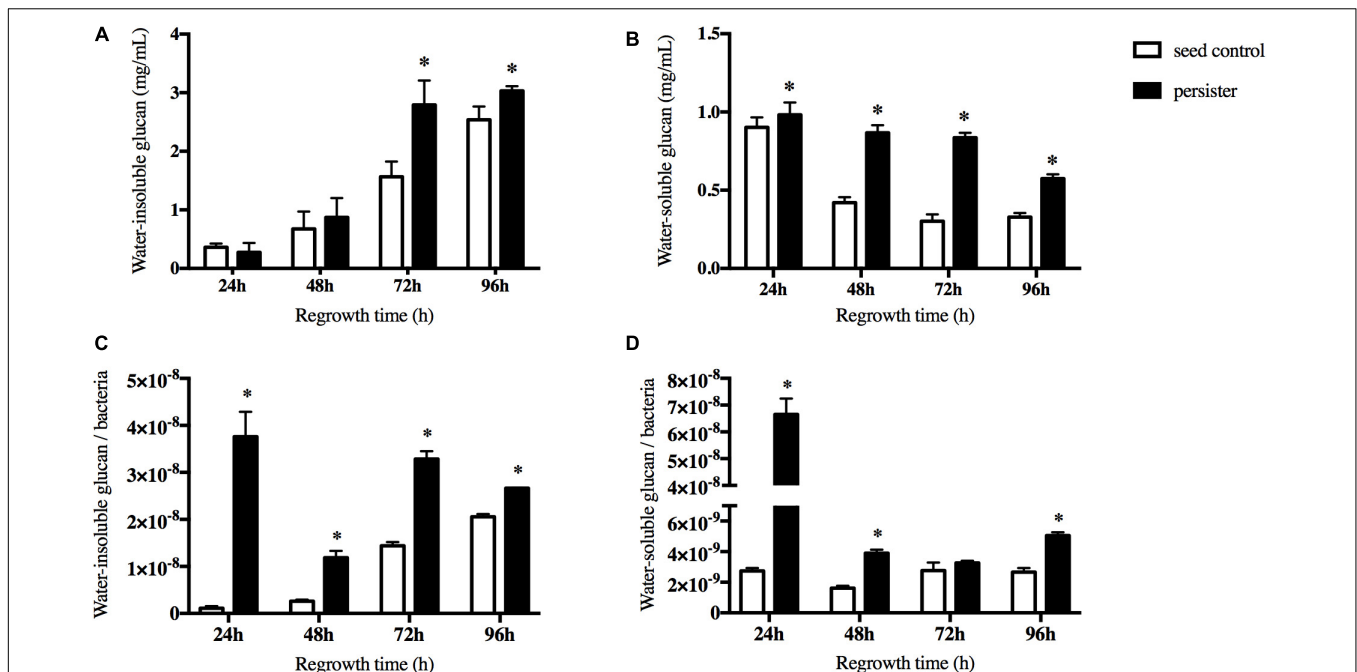 A
Water-insoluble glucan (mg/mL)
4
3
2
1
0
*
*
24h 48h 72h 96h
Regrowth time (h)
B
Water-soluble glucan (mg/mL)
1.5
1.0
0.5
0.0
*
*
*
*
24h 48h 72h 96h
Regrowth time (h)
seed control
persister
C
Water-insoluble glucan / bacteria
5×10⁻⁸
4×10⁻⁸
3×10⁻⁸
2×10⁻⁸
1×10⁻⁸
0
*
*
*
*
24h 48h 72h 96h
Regrowth time (h)
D
Water-soluble glucan / bacteria
8×10⁻⁸
7×10⁻⁸
6×10⁻⁸
5×10⁻⁸
4×10⁻⁸
6×10⁻⁹
4×10⁻⁹
2×10⁻⁹
0
*
*
*
24h 48h 72h 96h
Regrowth time (h)